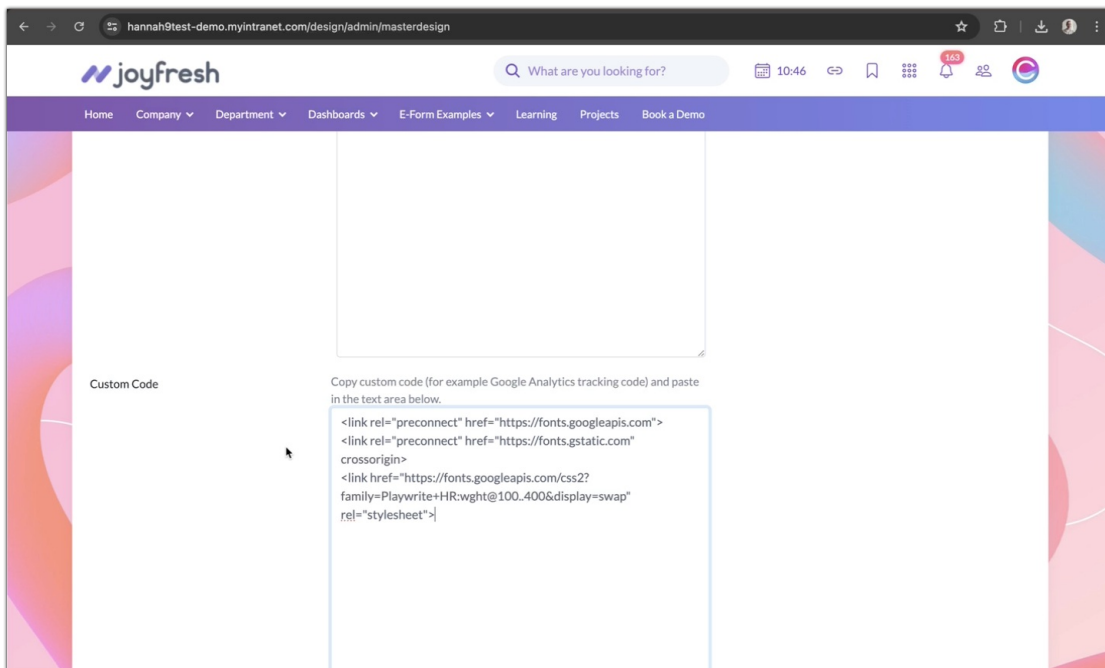 hannah9test-demo.myintranet.com/design/admin/masterdesign
joyfresh
What are you looking for?
10:46
163
Home
Company
Department
Dashboards
E-Form Examples
Learning
Projects
Book a Demo
Custom Code
Copy custom code (for example Google Analytics tracking code) and paste
in the text area below.
<link rel="preconnect" href="https://fonts.googleapis.com">
<link rel="preconnect" href="https://fonts.gstatic.com"
crossorigin>
<link href="https://fonts.googleapis.com/css2?
family=Playwrite+HR:wght@100..400&display=swap"
rel="stylesheet">